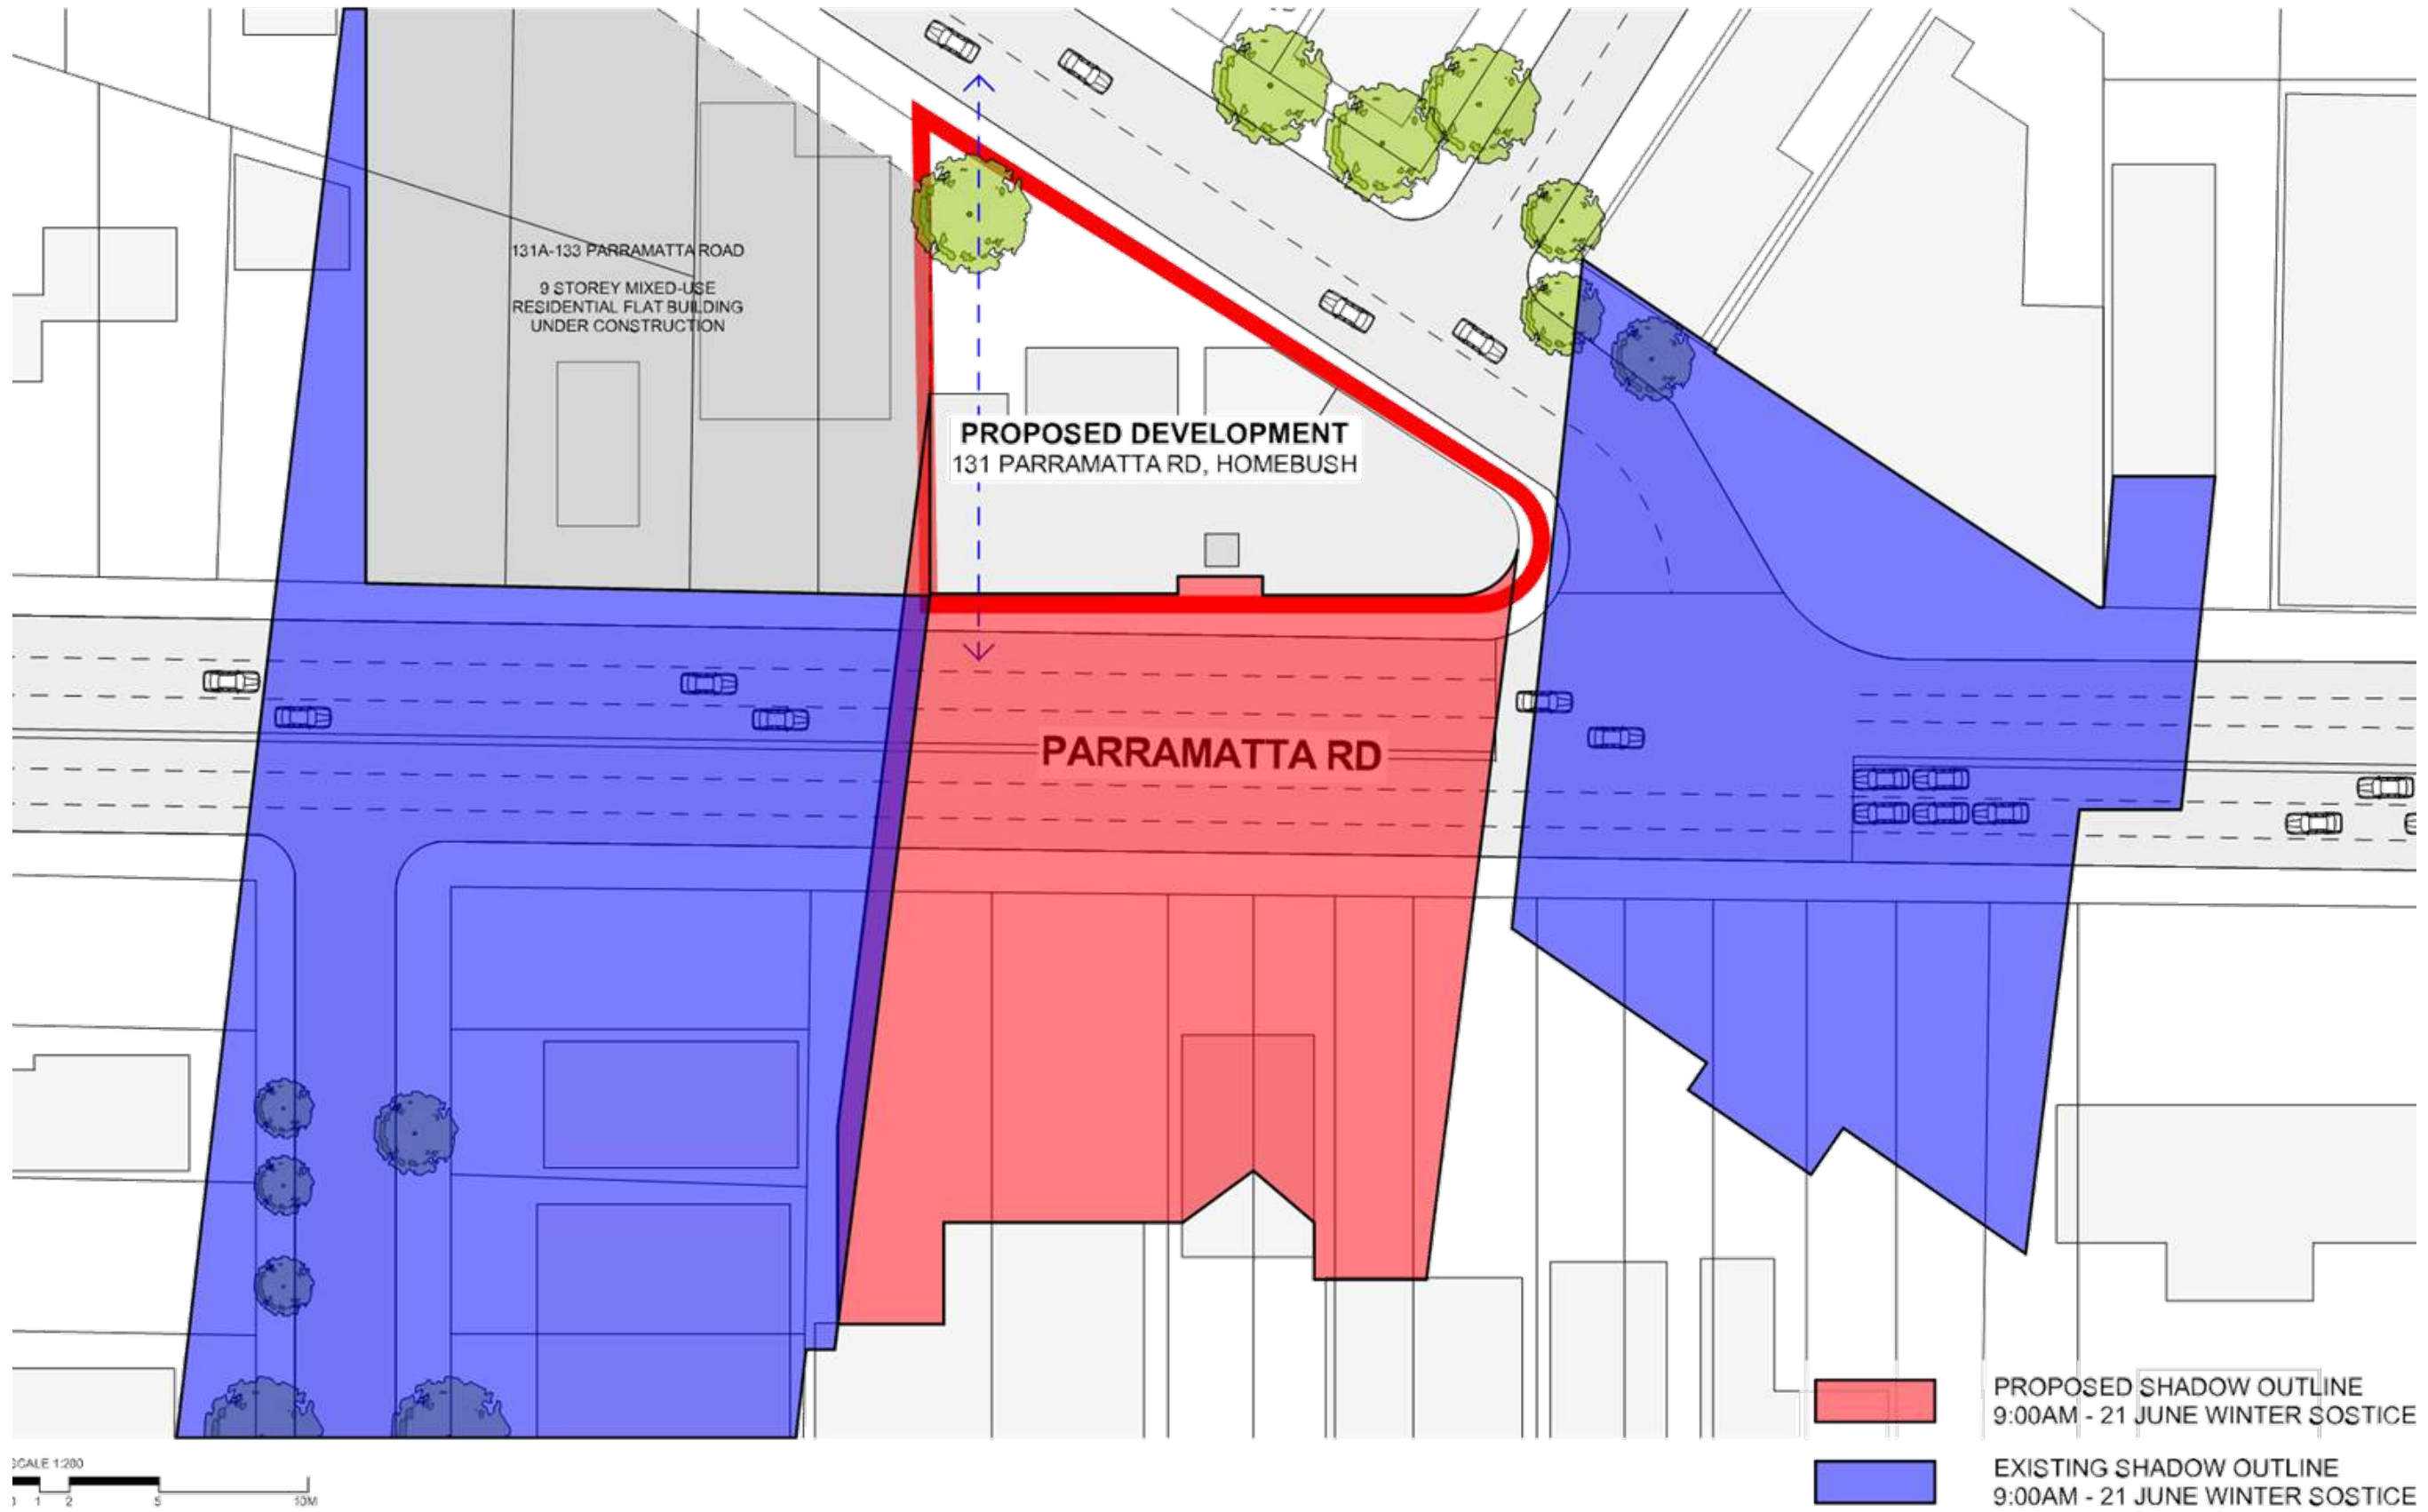 131A-133 PARRAMATTA ROAD
9 STOREY MIXED-USE
RESIDENTIAL FLAT BUILDING
UNDER CONSTRUCTION
PROPOSED DEVELOPMENT
131 PARRAMATTA RD, HOMEBUSH
PARRAMATTA RD
PROPOSED SHADOW OUTLINE
9:00AM - 21 JUNE WINTER SOSTICE
EXISTING SHADOW OUTLINE
9:00AM - 21 JUNE WINTER SOSTICE
SCALE 1:200
0 1 2 5 10M